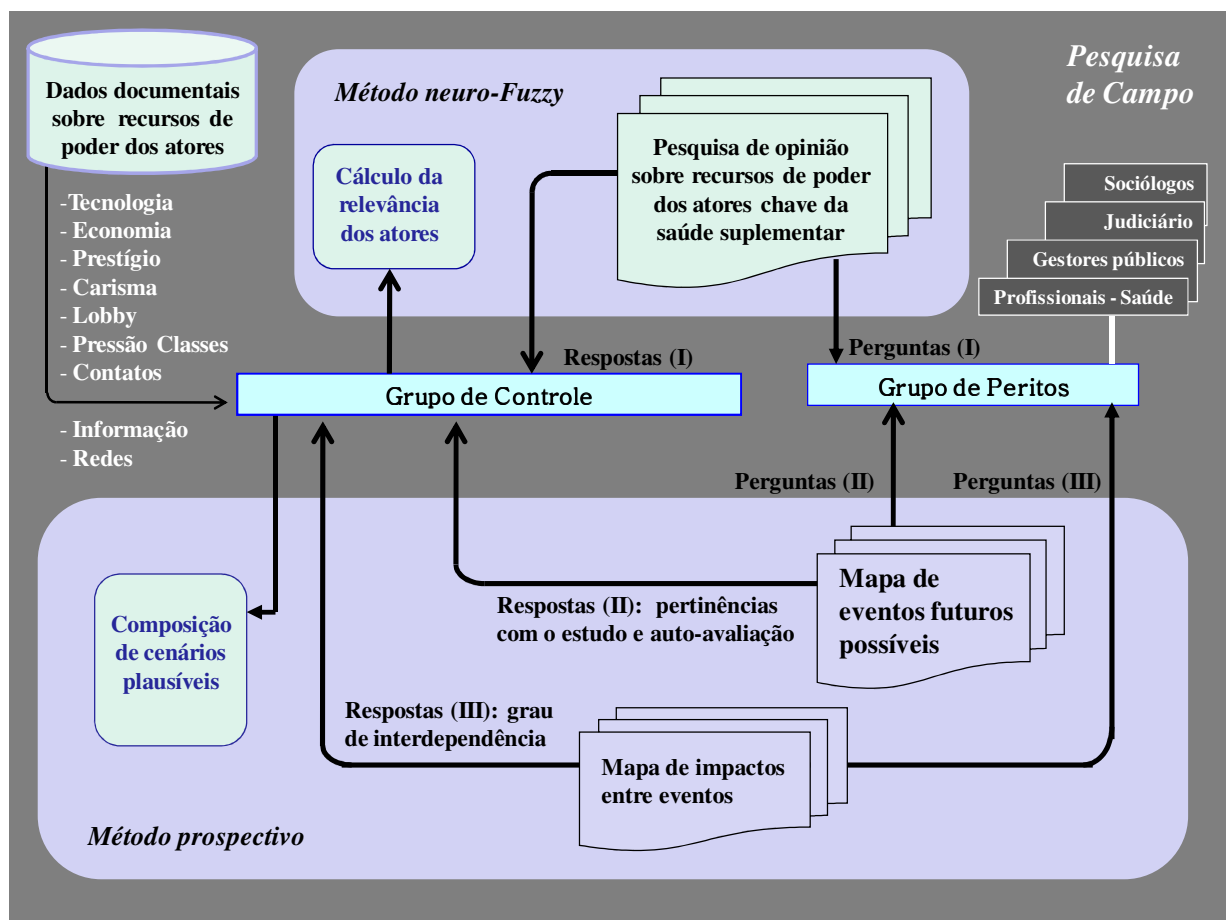 Dados documentais
sobre recursos de
poder dos atores
-Tecnologia
- Economia
- Prestígio
- Carisma
- Lobby
- Pressão Classes
- Contatos
- Informação
- Redes
Método neuro-Fuzzy
Cálculo da
relevância
dos atores
Pesquisa de opinião
sobre recursos de poder
dos atores chave da
saúde suplementar
Pesquisa
de Campo
Sociólogos
Judiciário
Gestores públicos
Profissionais - Saúde
Respostas (I)
Perguntas (I)
Grupo de Controle
Grupo de Peritos
Perguntas (II)
Perguntas (III)
Composição
de cenários
plausíveis
Respostas (II): pertinências
com o estudo e auto-avaliação
Mapa de
eventos futuros
possíveis
Respostas (III): grau
de interdependência
Mapa de impactos
entre eventos
Método prospectivo